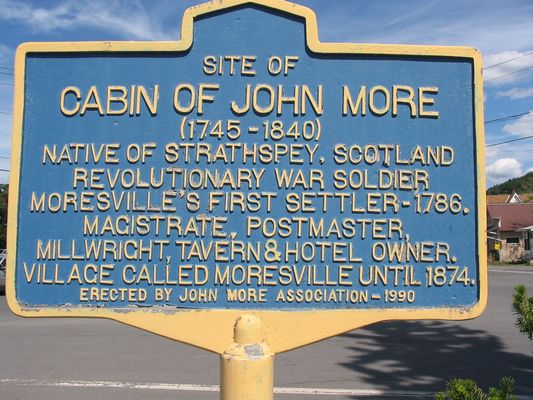 SITE OF
CABIN OF JOHN MORE
(1745-1840)
NATIVE OF STRATHSPEY, SCOTLAND
REVOLUTIONARY WAR SOLDIER
MORESVILLE'S FIRST SETTLER-1786.
MAGISTRATE, POSTMASTER,
MILLWRIGHT, TAVERN & HOTEL OWNER.
VILLAGE CALLED MORESVILLE UNTIL 1874.
ERECTED BY JOHN MORE ASSOCIATION-1990